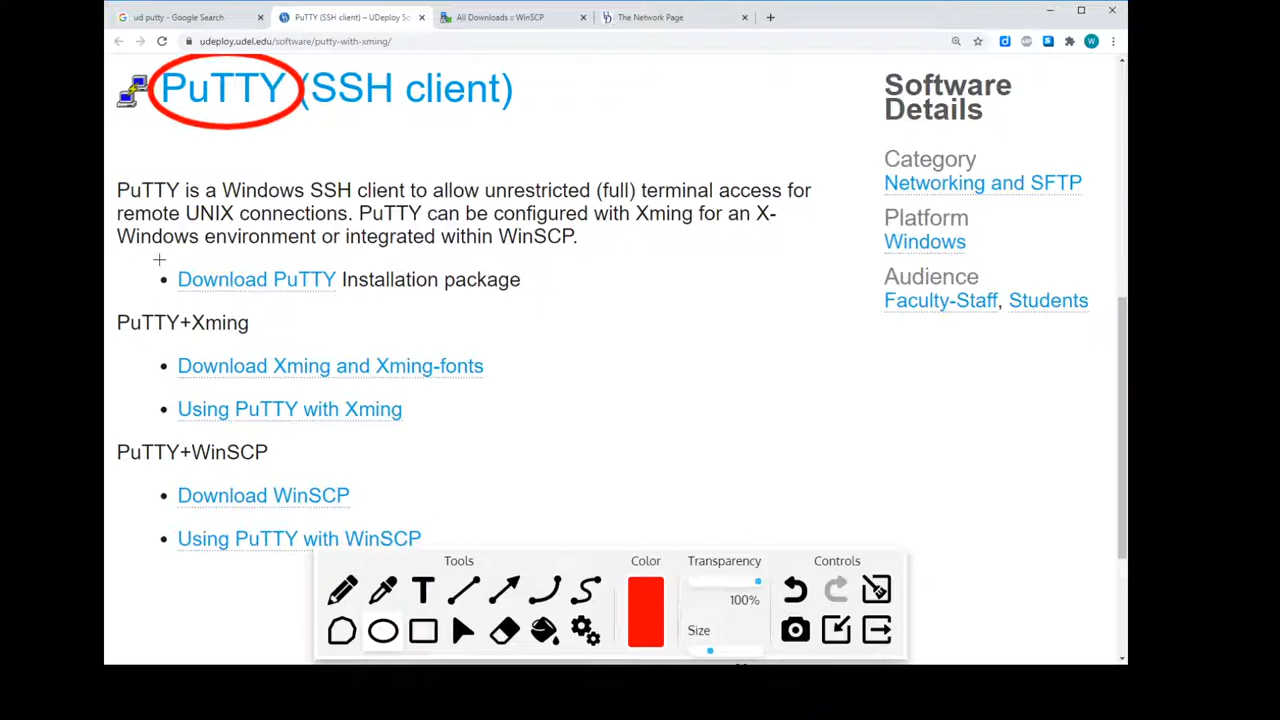 ud putty - Google Search
PuTTY (SSH client) – UDeploy So
All Downloads :: WinSCP
The Network Page
udeploy.udel.edu/software/putty-with-xming/
W
PuTTY (SSH client)
PuTTY is a Windows SSH client to allow unrestricted (full) terminal access for
remote UNIX connections. PuTTY can be configured with Xming for an X-
Windows environment or integrated within WinSCP.
Download PuTTY Installation package
PuTTY+Xming
Download Xming and Xming-fonts
Using PuTTY with Xming
PuTTY+WinSCP
Download WinSCP
Using PuTTY with WinSCP
Software
Details
Category
Networking and SFTP
Platform
Windows
Audience
Faculty-Staff, Students
Tools
Color
Transparency
Controls
100%
Size